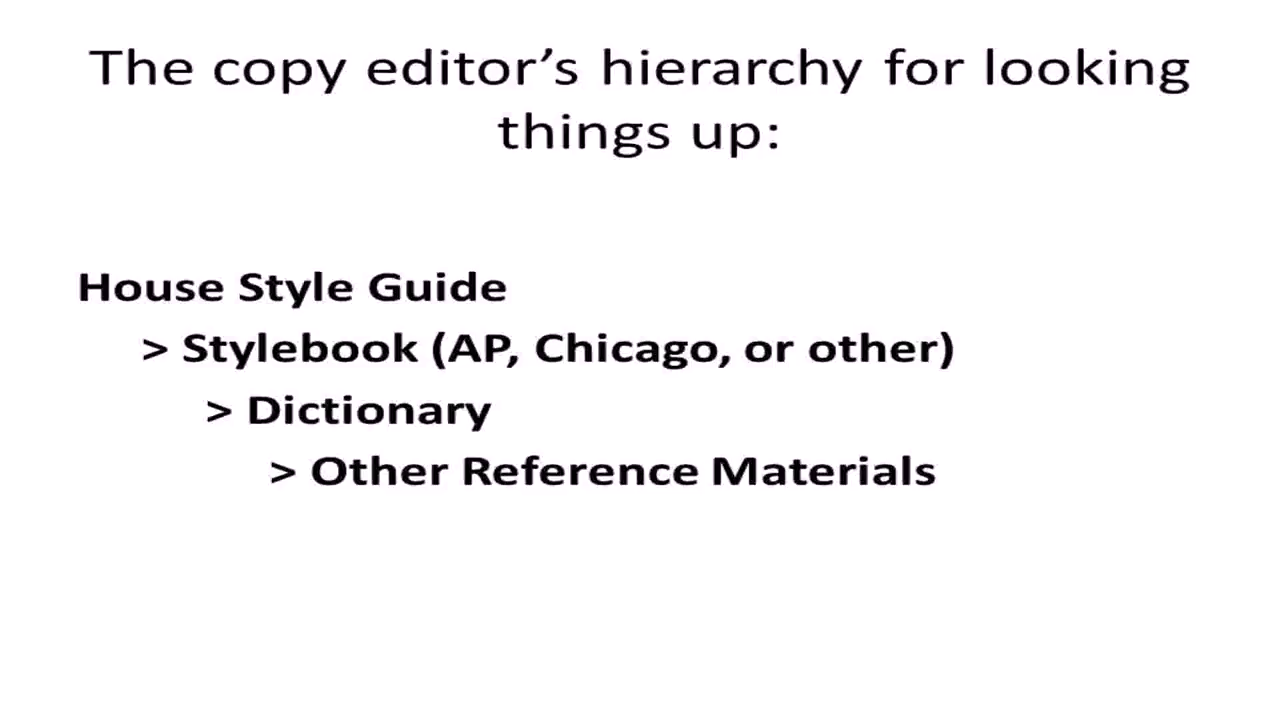 The copy editor’s hierarchy for looking
things up:
House Style Guide
> Stylebook (AP, Chicago, or other)
> Dictionary
> Other Reference Materials